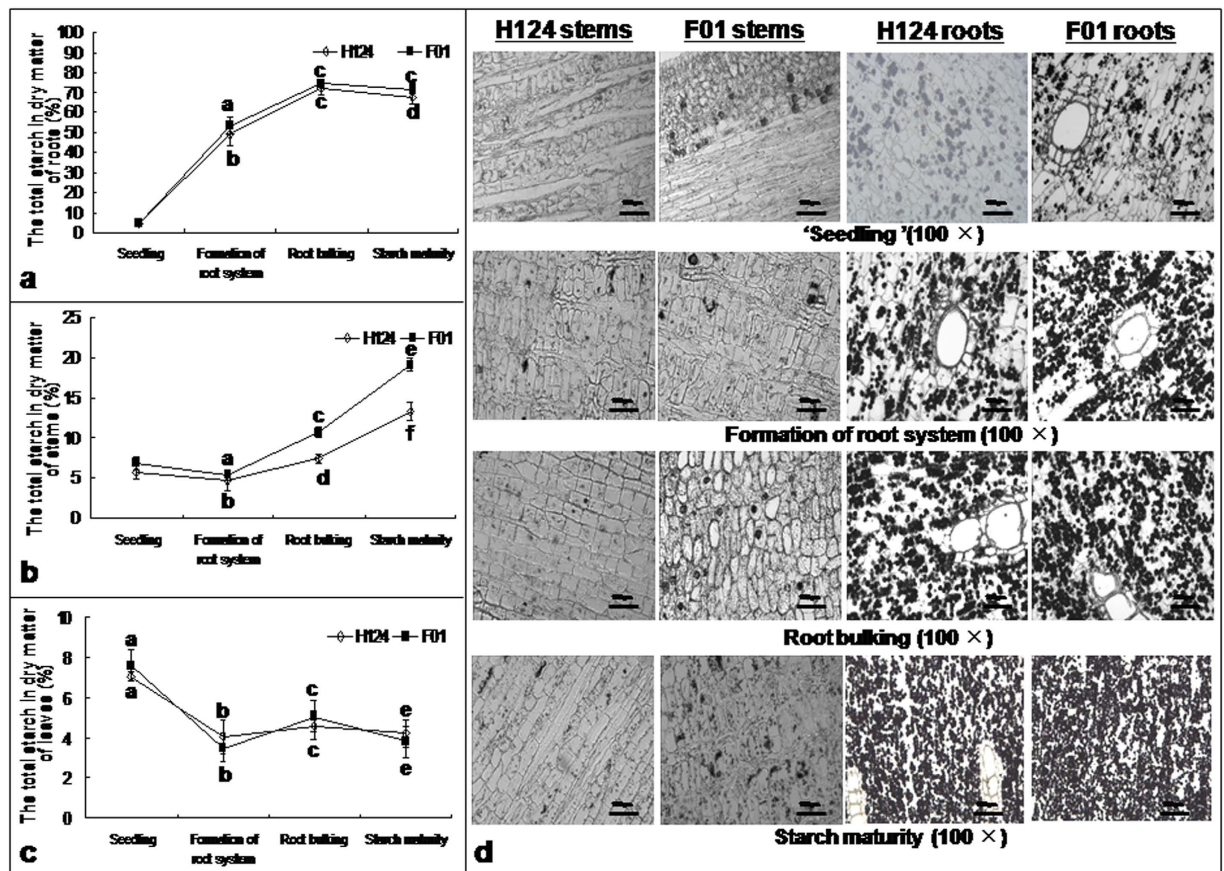 The total starch in dry matter
of roots (%)
H124 F01
100
90
80
70
60
50
40
30
20
10
0
a
b
c
c
c
d
Seedling Formation of root system Root bulking Starch maturity
a
The total starch in dry matter
of stems (%)
H124 F01
25
20
15
10
5
0
a
b
c
d
e
f
Seedling Formation of root system Root bulking Starch maturity
b
The total starch in dry matter
of leaves (%)
H124 F01
10
8
6
4
2
0
a
a
b
b
c
c
e
e
Seedling Formation of root system Root bulking Starch maturity
c
H124 stems F01 stems H124 roots F01 roots
‘Seedling ’(100 ×)
Formation of root system (100 ×)
Root bulking (100 ×)
Starch maturity (100 ×)
d